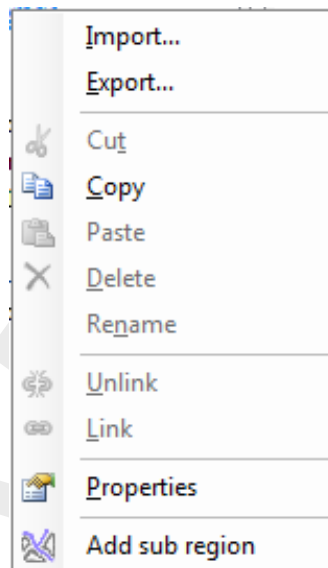 Import...
Export...
Cut
Copy
Paste
Delete
Rename
Unlink
Link
Properties
Add sub region